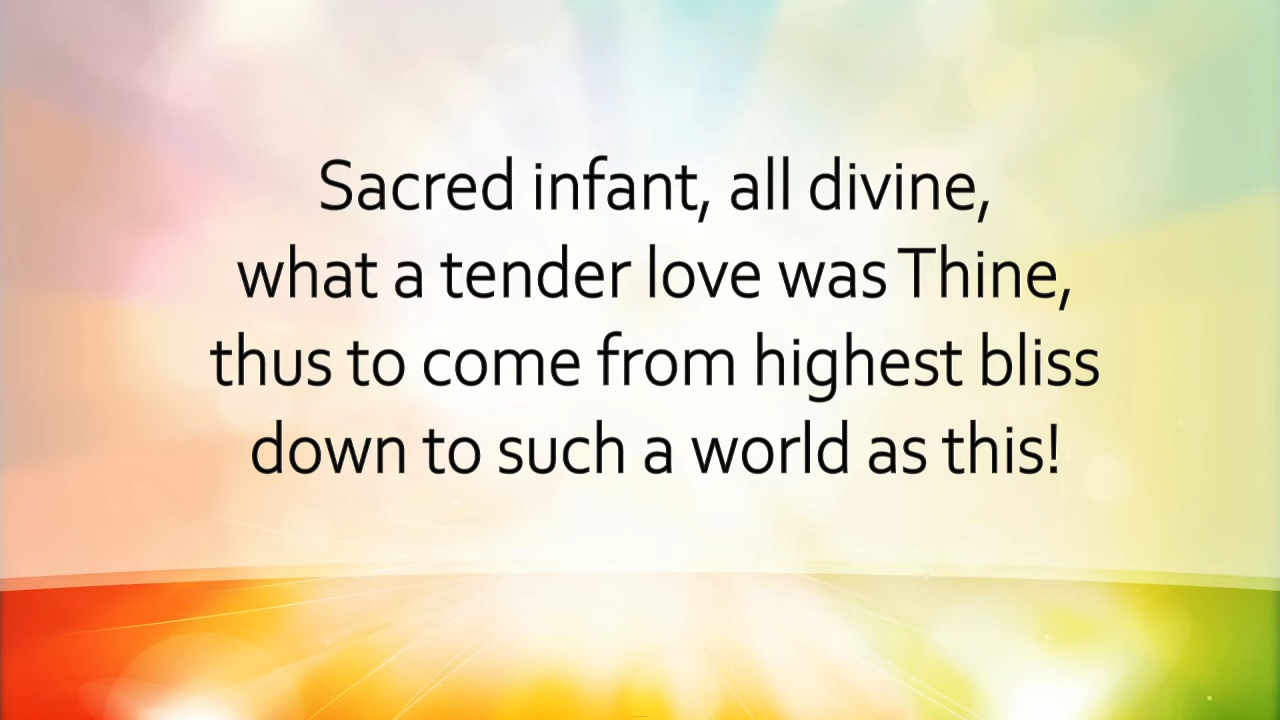 Sacred infant, all divine,
what a tender love was Thine,
thus to come from highest bliss
down to such a world as this!